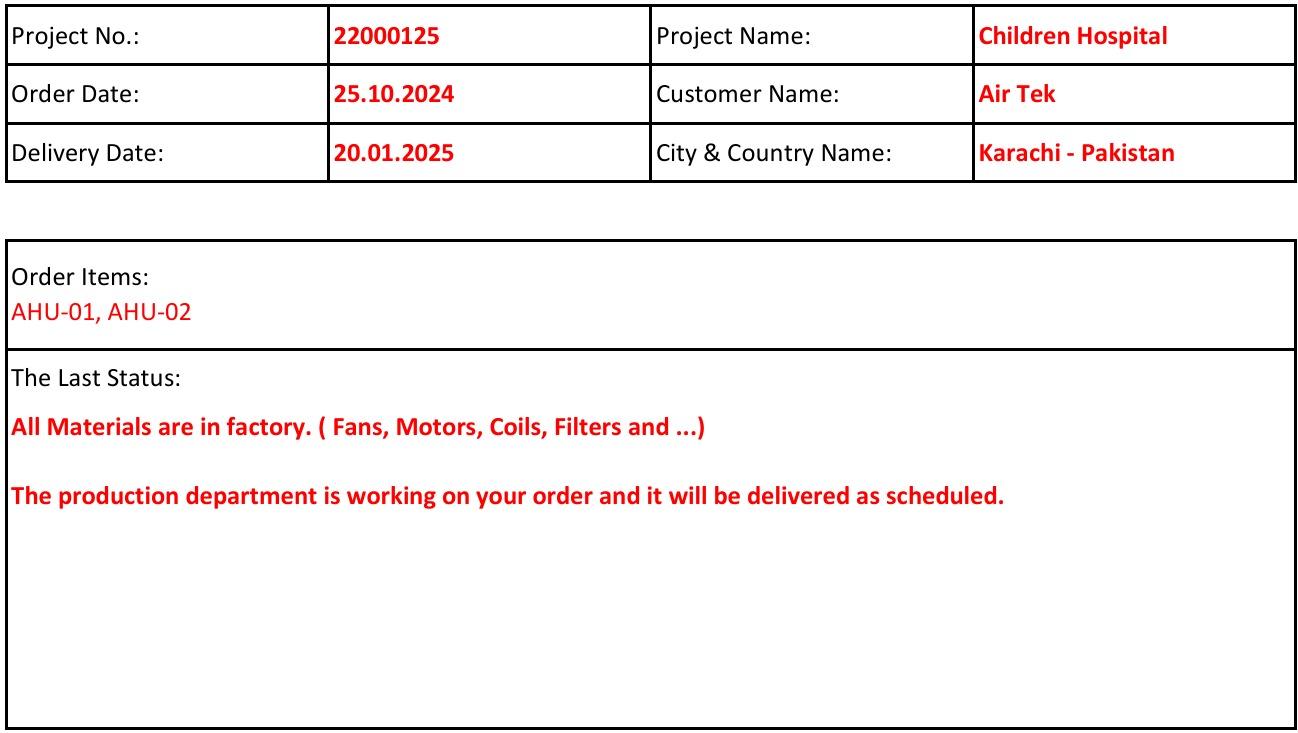 Project No.: 22000125 Project Name: Children Hospital
Order Date: 25.10.2024 Customer Name: Air Tek
Delivery Date: 20.01.2025 City & Country Name: Karachi - Pakistan
Order Items:
AHU-01, AHU-02
The Last Status:
All Materials are in factory. ( Fans, Motors, Coils, Filters and ...)
The production department is working on your order and it will be delivered as scheduled.